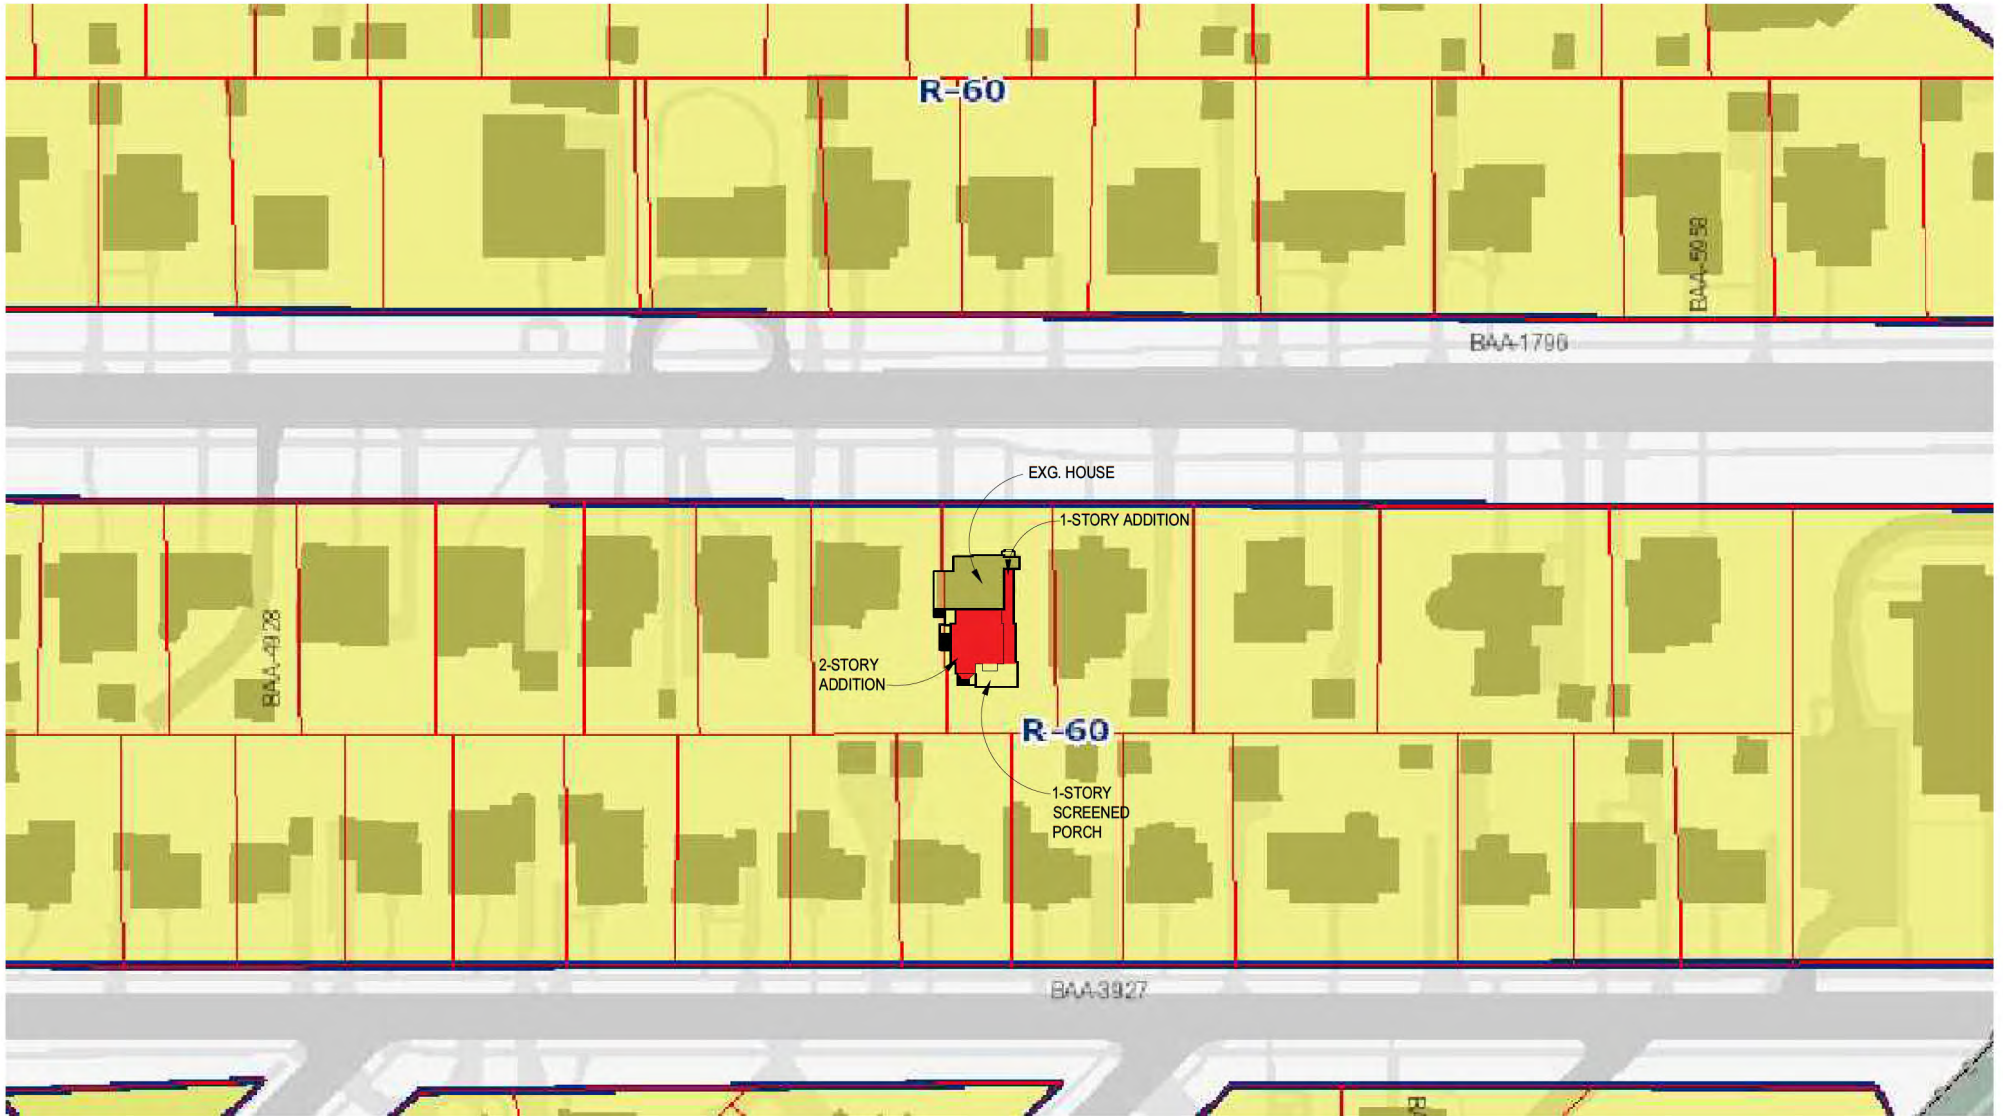 R-60
BAA-5958
BAA-1796
EXG. HOUSE
1-STORY ADDITION
BAA-4928
2-STORY
ADDITION
R-60
1-STORY
SCREENED
PORCH
BAA-3927
BA